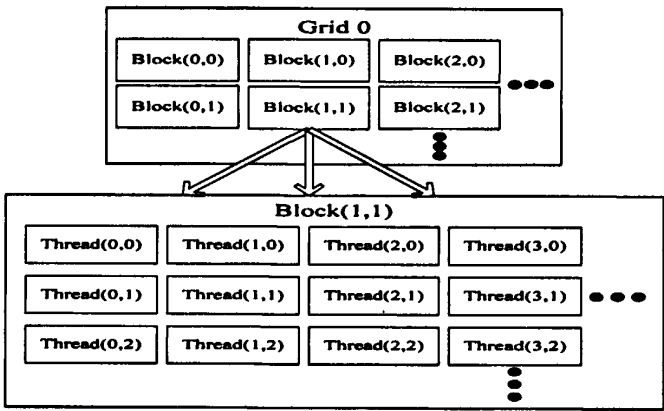 Grid 0
Block(0,0) Block(1,0) Block(2,0)
Block(0,1) Block(1,1) Block(2,1)
Block(1,1)
Thread(0,0) Thread(1,0) Thread(2,0) Thread(3,0)
Thread(0,1) Thread(1,1) Thread(2,1) Thread(3,1)
Thread(0,2) Thread(1,2) Thread(2,2) Thread(3,2)